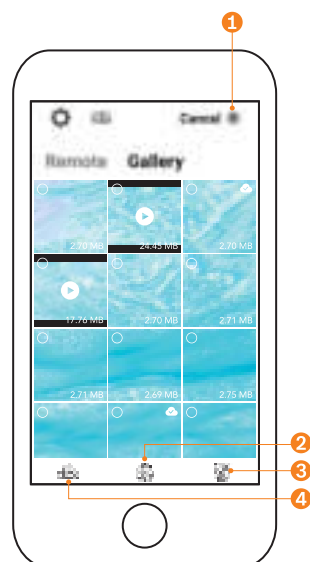 1
Cancel
Remote Gallery
2.70 MB 24.45 MB 2.70 MB
17.76 MB 2.70 MB 2.71 MB
2.71 MB 2.69 MB 2.75 MB
2
3
4